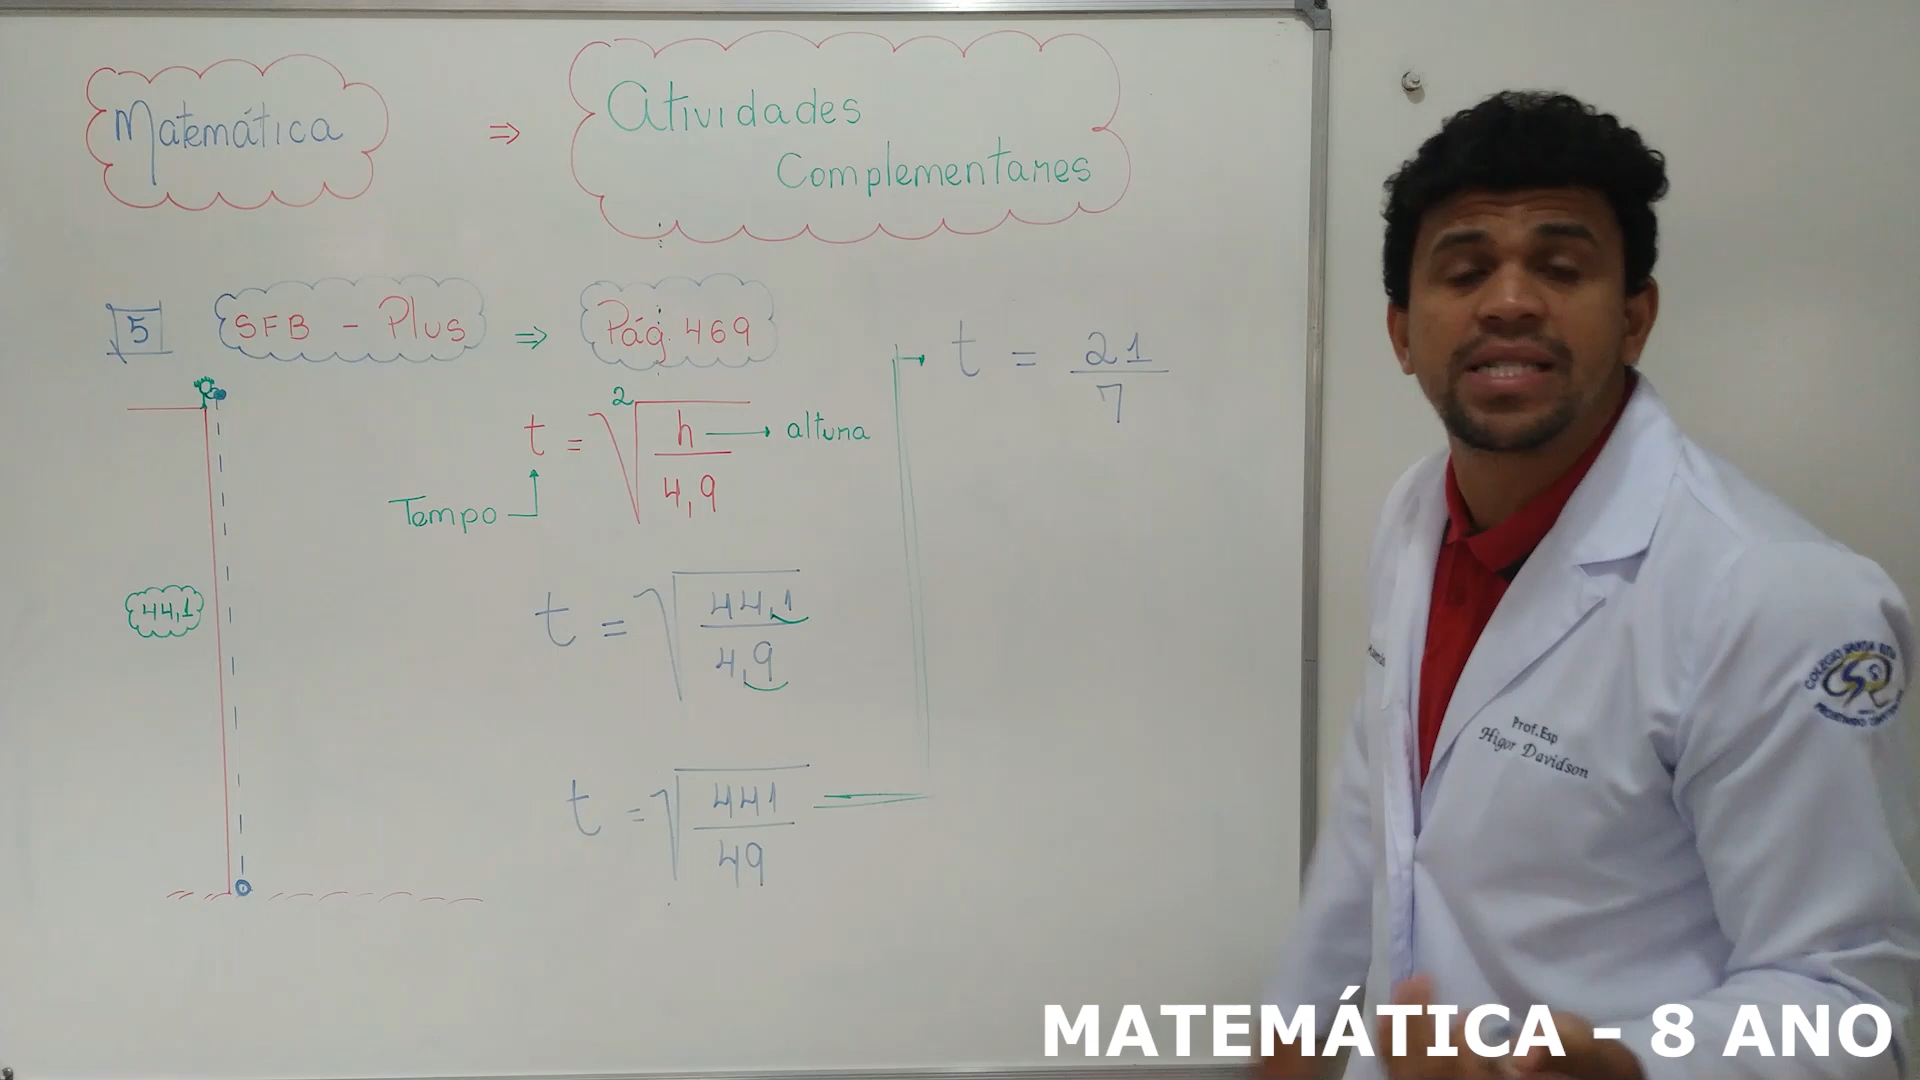 Matemática ⇒ Atividades
Complementares
5 SFB - Plus ⇒ Pág. 469
t = ²√(h/4,9) → altura
Tempo
44,1
t = √(44,1/4,9)
t = √(441/49)
t = 21/7
Prof.Esp
Higor Davidson
MATEMÁTICA - 8 ANO